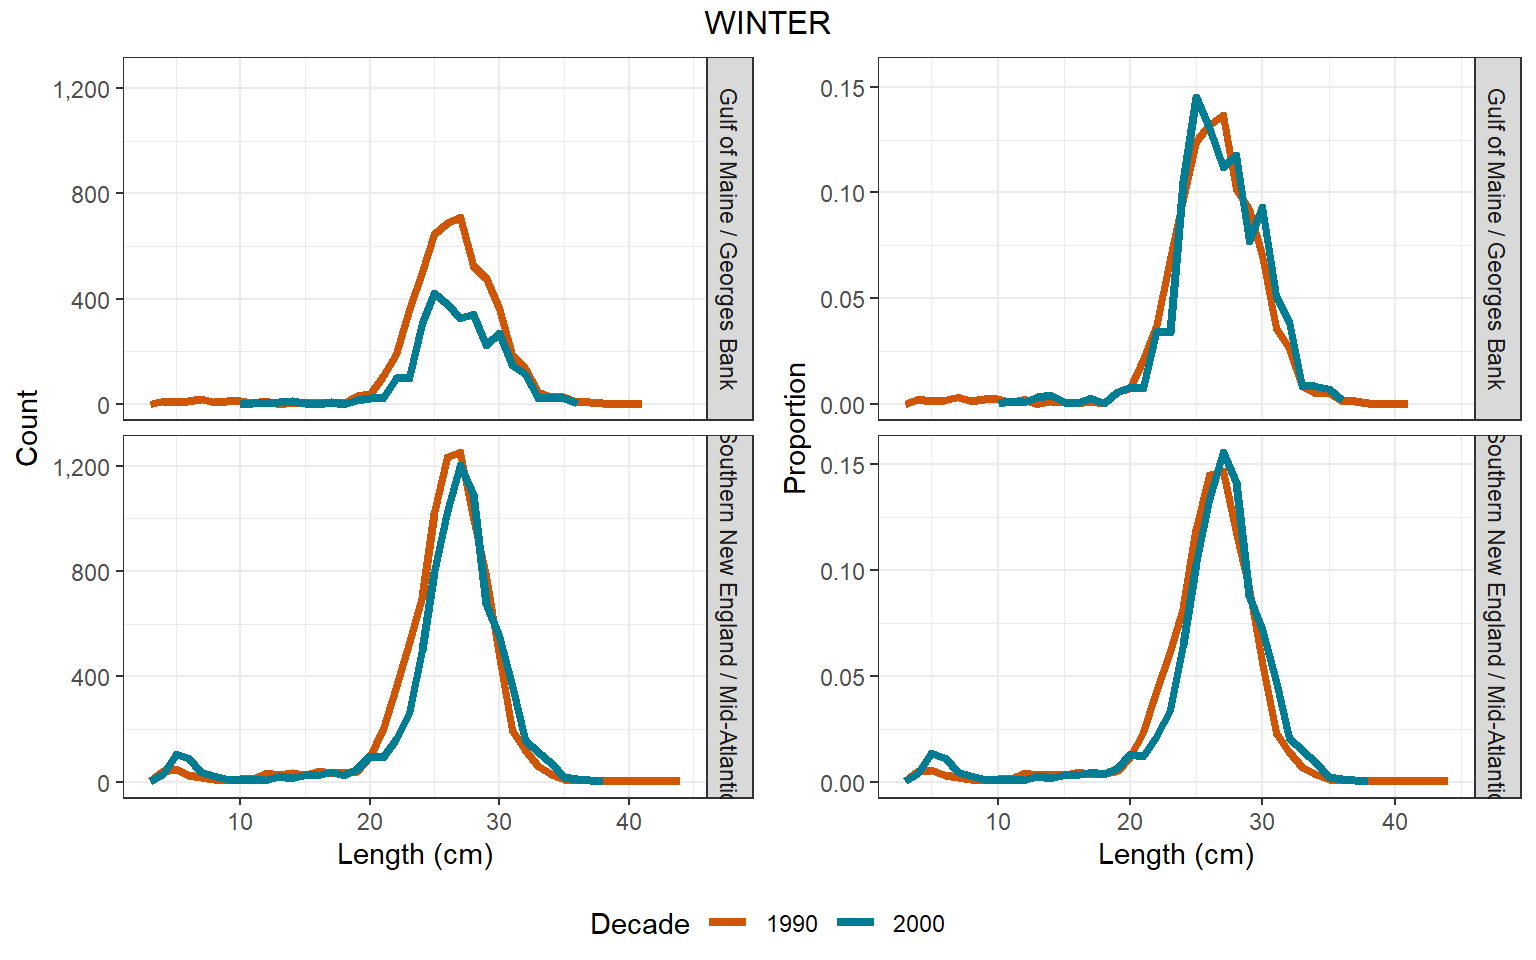 WINTER
Count
1,200
800
400
0
Gulf of Maine / Georges Bank
1,200
800
400
0
Southern New England / Mid-Atlantic
10 20 30 40
Length (cm)
Proportion
0.15
0.10
0.05
0.00
Gulf of Maine / Georges Bank
0.15
0.10
0.05
0.00
Southern New England / Mid-Atlantic
10 20 30 40
Length (cm)
Decade 1990 2000